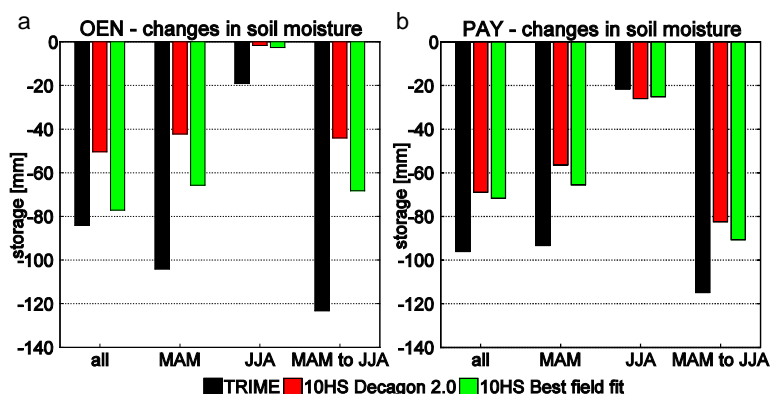 a OEN - changes in soil moisture
b PAY - changes in soil moisture
storage [mm]
0
-20
-40
-60
-80
-100
-120
-140
all MAM JJA MAM to JJA
storage [mm]
0
-20
-40
-60
-80
-100
-120
-140
all MAM JJA MAM to JJA
TRIME 10HS Decagon 2.0 10HS Best field fit